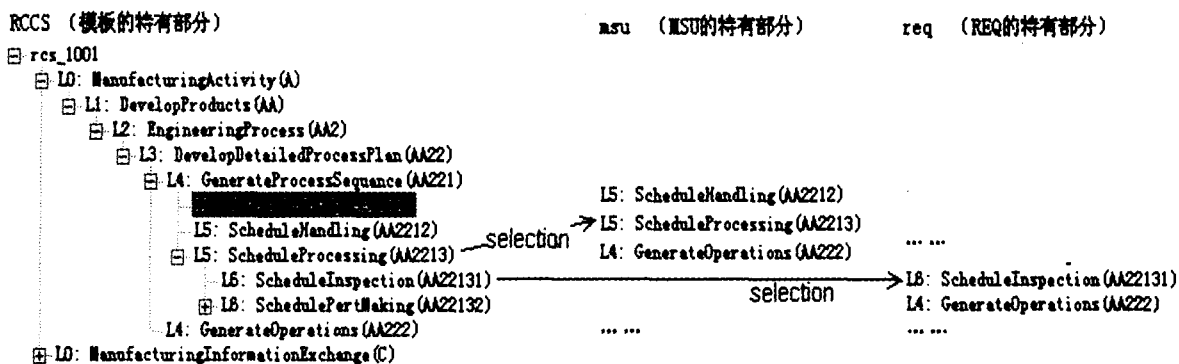 RCCS （模板的特有部分） msu （MSU的特有部分） req （REQ的特有部分）
rcs_1001
L0: ManufacturingActivity(A)
L1: DevelopProducts(AA)
L2: EngineeringProcess(AA2)
L3: DevelopDetailedProcessPlan(AA22)
L4: GenerateProcessSequence(AA221)
L5: ScheduleHandling(AA2212)
L5: ScheduleHandling(AA2212)
selection
L5: ScheduleProcessing(AA2213)
L5: ScheduleProcessing(AA2213)
L4: GenerateOperations(AA222)
... ...
L6: ScheduleInspection(AA22131)
selection
L6: ScheduleInspection(AA22131)
L6: SchedulePertMaking(AA22132)
L4: GenerateOperations(AA222)
L4: GenerateOperations(AA222)
... ...
... ...
L0: ManufacturingInformationExchange(C)